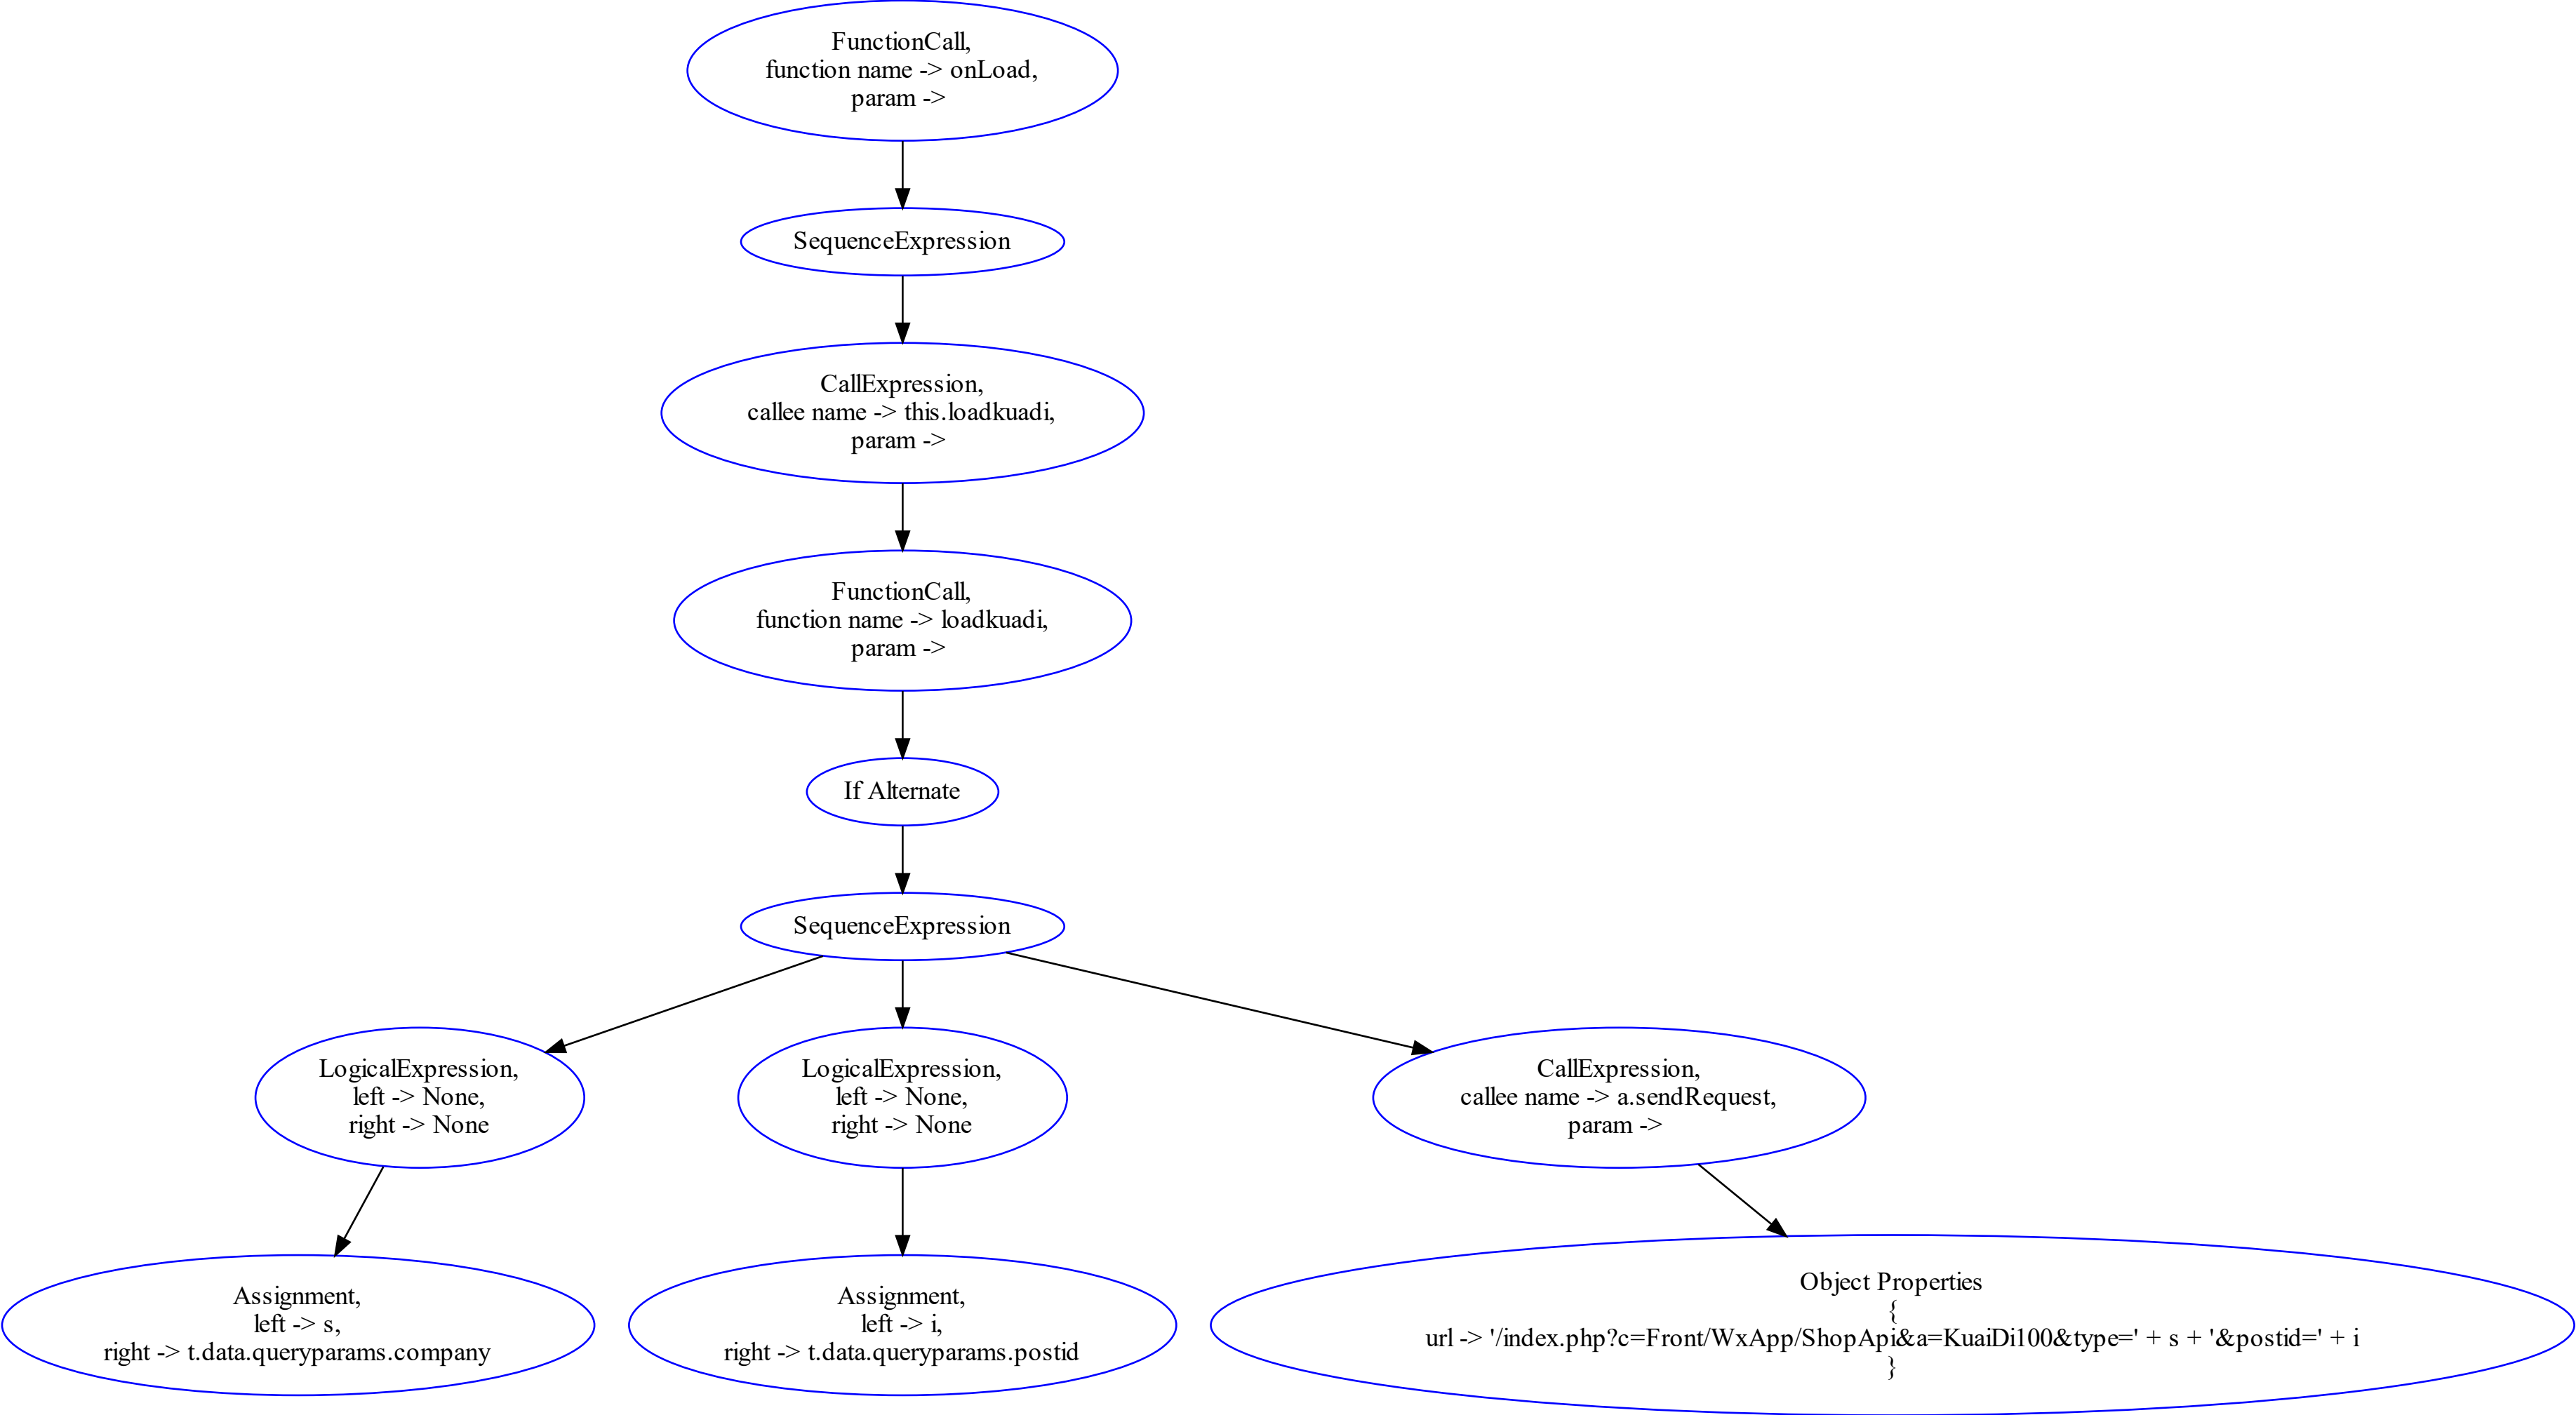 FunctionCall,
function name -> onLoad,
param ->
SequenceExpression
CallExpression,
callee name -> this.loadkuadi,
param ->
FunctionCall,
function name -> loadkuadi,
param ->
If Alternate
SequenceExpression
LogicalExpression,
left -> None,
right -> None
LogicalExpression,
left -> None,
right -> None
CallExpression,
callee name -> a.sendRequest,
param ->
Assignment,
left -> s,
right -> t.data.queryparams.company
Assignment,
left -> i,
right -> t.data.queryparams.postid
Object Properties
{
url -> '/index.php?c=Front/WxApp/ShopApi&a=KuaiDi100&type=' + s + '&postid=' + i
}